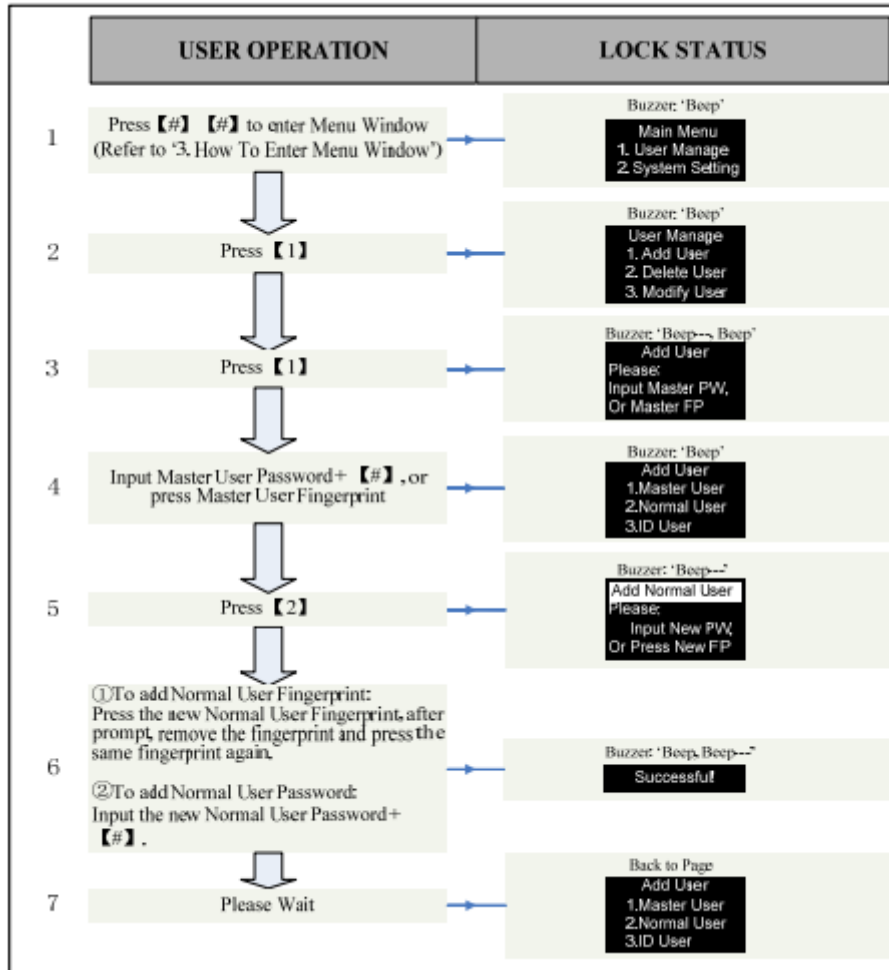 USER OPERATION
LOCK STATUS
1
Press【#】【#】to enter Menu Window
(Refer to ‘3. How To Enter Menu Window’)
Buzzer: ‘Beep’
Main Menu
1. User Manage
2. System Setting
2
Press【1】
Buzzer: ‘Beep’
User Manage
1. Add User
2. Delete User
3. Modify User
3
Press【1】
Buzzer: ‘Beep---, Beep’
Add User
Please:
Input Master PW,
Or Master FP
4
Input Master User Password+ 【#】, or
press Master User Fingerprint
Buzzer: ‘Beep’
Add User
1.Master User
2.Normal User
3.ID User
5
Press【2】
Buzzer: ‘Beep---’
Add Normal User
Please:
Input New PW,
Or Press New FP
6
①To add Normal User Fingerprint:
Press the new Normal User Fingerprint, after
prompt, remove the fingerprint and press the
same fingerprint again.
②To add Normal User Password:
Input the new Normal User Password+
【#】.
Buzzer: ‘Beep, Beep---’
Successful!
7
Please Wait
Back to Page
Add User
1.Master User
2.Normal User
3.ID User